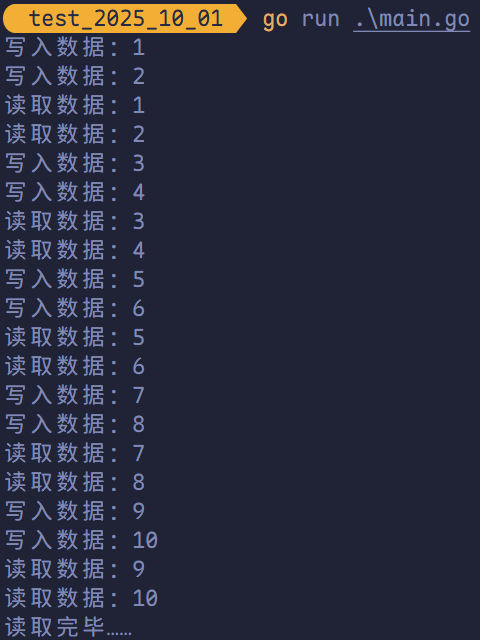 test_2025_10_01 go run .\main.go
写入数据: 1
写入数据: 2
读取数据: 1
读取数据: 2
写入数据: 3
写入数据: 4
读取数据: 3
读取数据: 4
写入数据: 5
写入数据: 6
读取数据: 5
读取数据: 6
写入数据: 7
写入数据: 8
读取数据: 7
读取数据: 8
写入数据: 9
写入数据: 10
读取数据: 9
读取数据: 10
读取完毕……